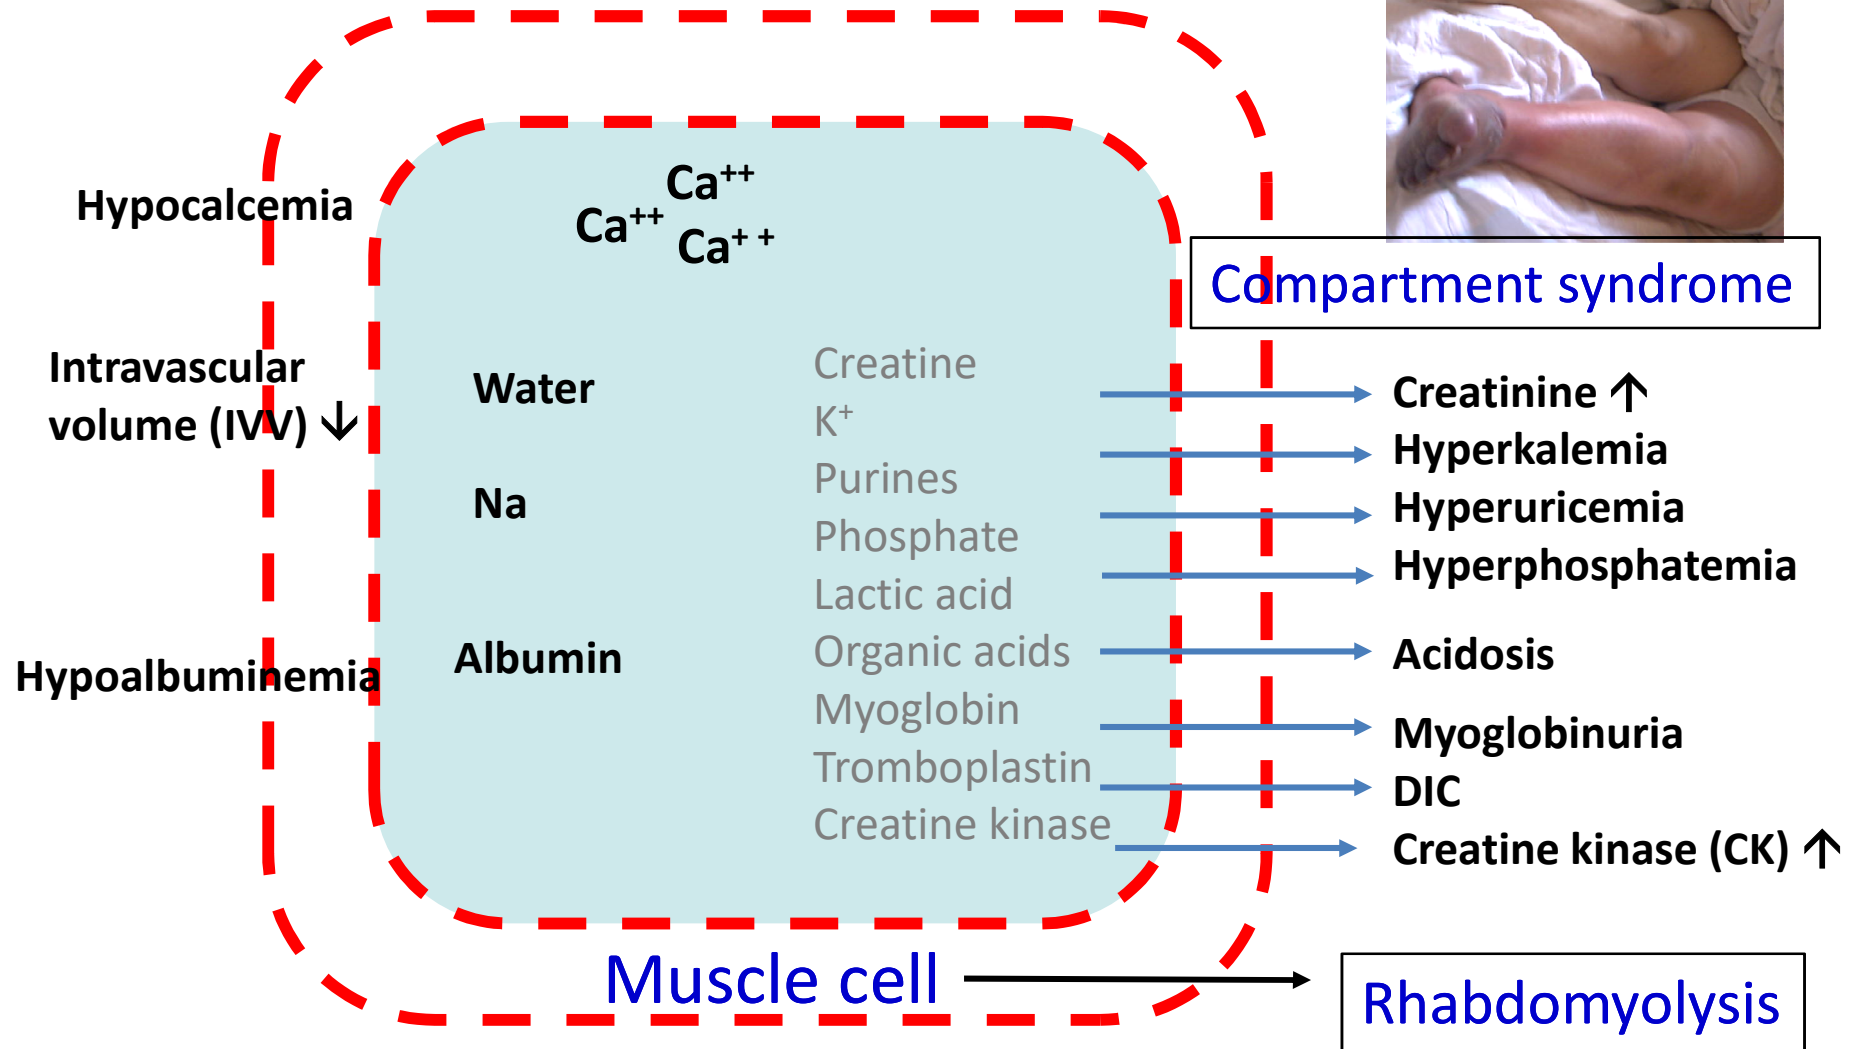 Hypocalcemia
Ca++
Ca++
Ca+ +
Compartment syndrome
Intravascular
volume (IVV) ↓
Water
Na
Hypoalbuminemia
Albumin
Creatine
K+
Purines
Phosphate
Lactic acid
Organic acids
Myoglobin
Tromboplastin
Creatine kinase
Creatinine ↑
Hyperkalemia
Hyperuricemia
Hyperphosphatemia
Acidosis
Myoglobinuria
DIC
Creatine kinase (CK) ↑
Muscle cell
Rhabdomyolysis